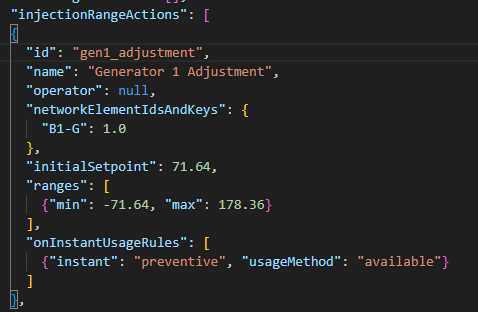 "injectionRangeActions": [
{
"id": "gen1_adjustment",
"name": "Generator 1 Adjustment",
"operator": null,
"networkElementIdsAndKeys": {
"B1-G": 1.0
},
"initialSetpoint": 71.64,
"ranges": [
{"min": -71.64, "max": 178.36}
],
"onInstantUsageRules": [
{"instant": "preventive", "usageMethod": "available"}
]
},